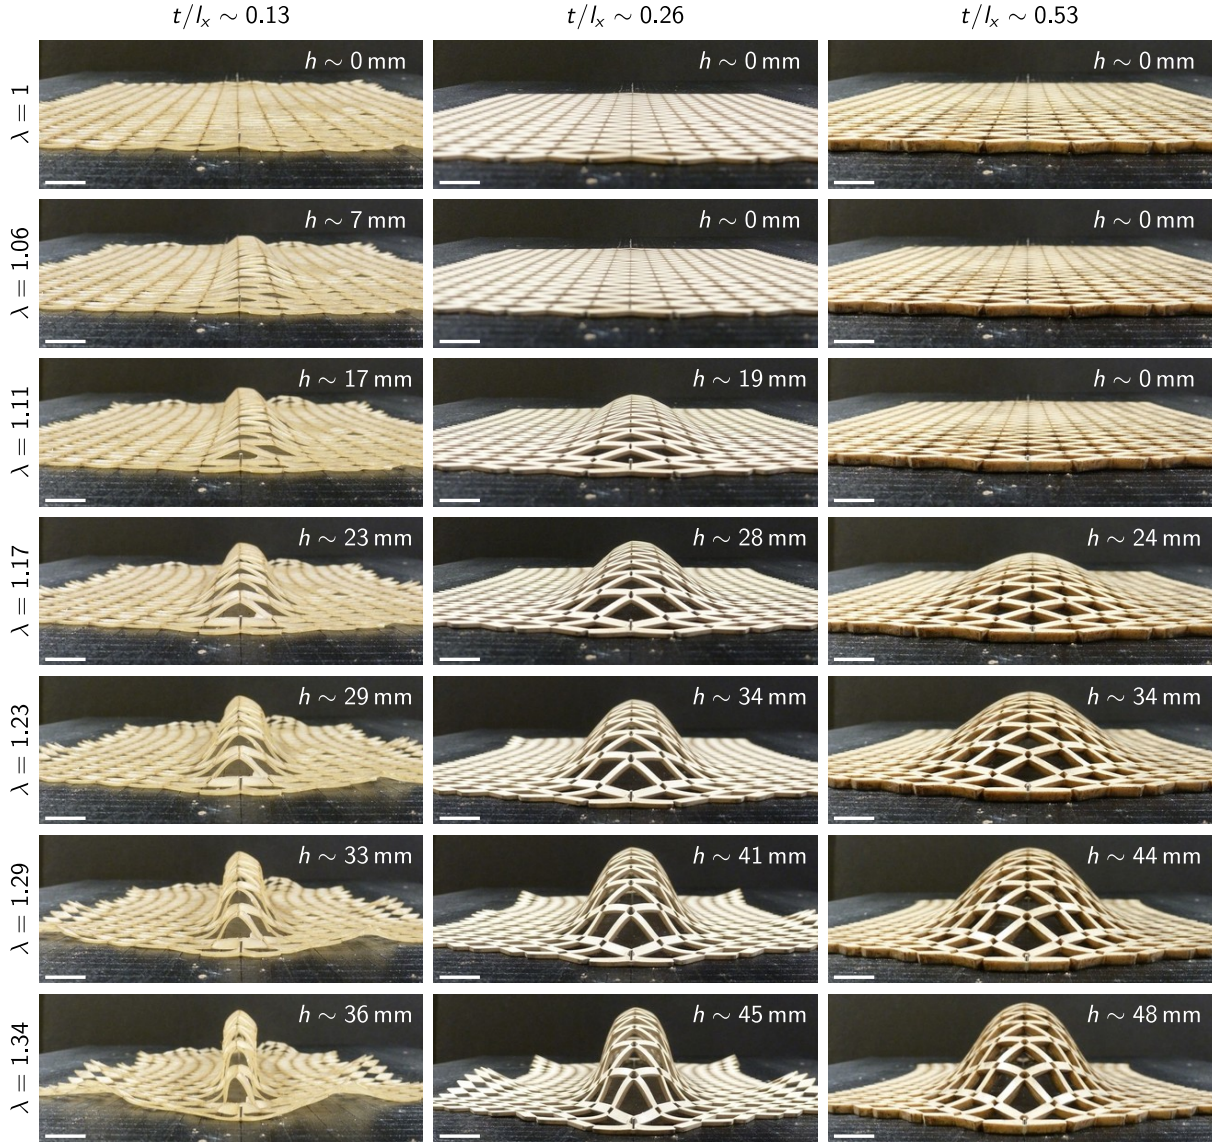 t/lₓ ∼ 0.13 t/lₓ ∼ 0.26 t/lₓ ∼ 0.53
λ = 1
h ∼ 0 mm h ∼ 0 mm h ∼ 0 mm
λ = 1.06
h ∼ 7 mm h ∼ 0 mm h ∼ 0 mm
λ = 1.11
h ∼ 17 mm h ∼ 19 mm h ∼ 0 mm
λ = 1.17
h ∼ 23 mm h ∼ 28 mm h ∼ 24 mm
λ = 1.23
h ∼ 29 mm h ∼ 34 mm h ∼ 34 mm
λ = 1.29
h ∼ 33 mm h ∼ 41 mm h ∼ 44 mm
λ = 1.34
h ∼ 36 mm h ∼ 45 mm h ∼ 48 mm